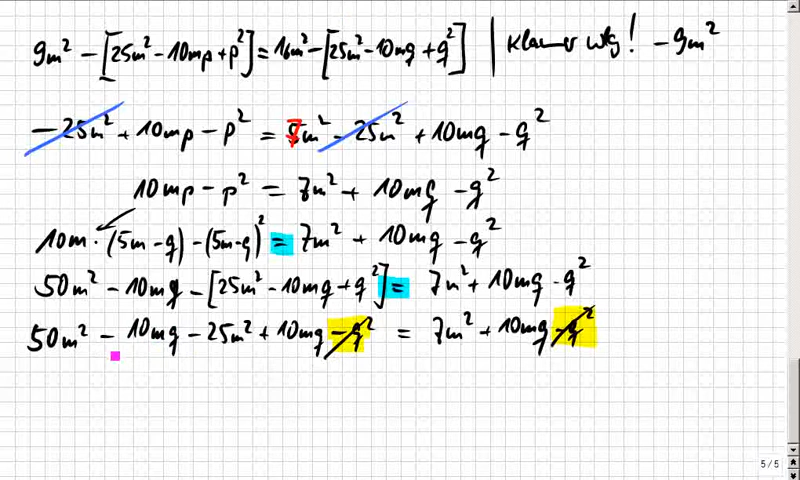 9m² - [25m² - 10mp + p²] = 16m² - [25m² - 10mq + q²] | Klammer weg! - 9m²
- 25m² + 10mp - p² = 7m² - 25m² + 10mq - q²
10mp - p² = 7m² + 10mq - q²
10m · (5m - q) - (5m - q)² = 7m² + 10mq - q²
50m² - 10mq - [25m² - 10mq + q²] = 7m² + 10mq - q²
50m² - 10mq - 25m² + 10mq - q² = 7m² + 10mq - q²
5/5